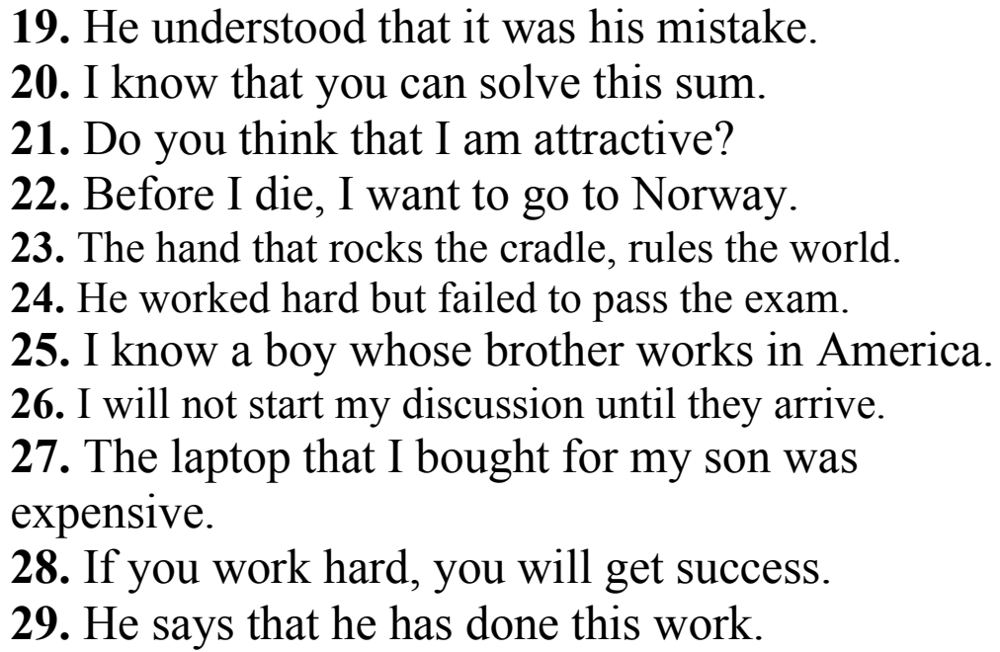 19. He understood that it was his mistake.
20. I know that you can solve this sum.
21. Do you think that I am attractive?
22. Before I die, I want to go to Norway.
23. The hand that rocks the cradle, rules the world.
24. He worked hard but failed to pass the exam.
25. I know a boy whose brother works in America.
26. I will not start my discussion until they arrive.
27. The laptop that I bought for my son was
expensive.
28. If you work hard, you will get success.
29. He says that he has done this work.